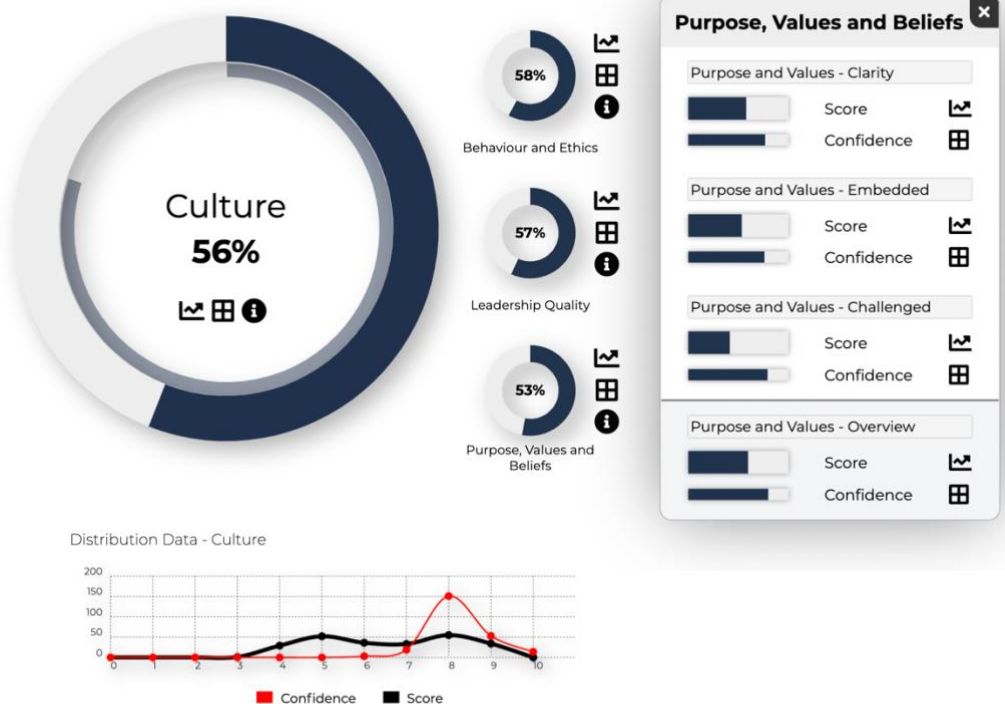 Culture
56%
58%
Behaviour and Ethics
57%
Leadership Quality
53%
Purpose, Values and
Beliefs
Purpose, Values and Beliefs
Purpose and Values - Clarity
Score
Confidence
Purpose and Values - Embedded
Score
Confidence
Purpose and Values - Challenged
Score
Confidence
Purpose and Values - Overview
Score
Confidence
Distribution Data - Culture
200
150
100
50
0
0 1 2 3 4 5 6 7 8 9 10
Confidence Score